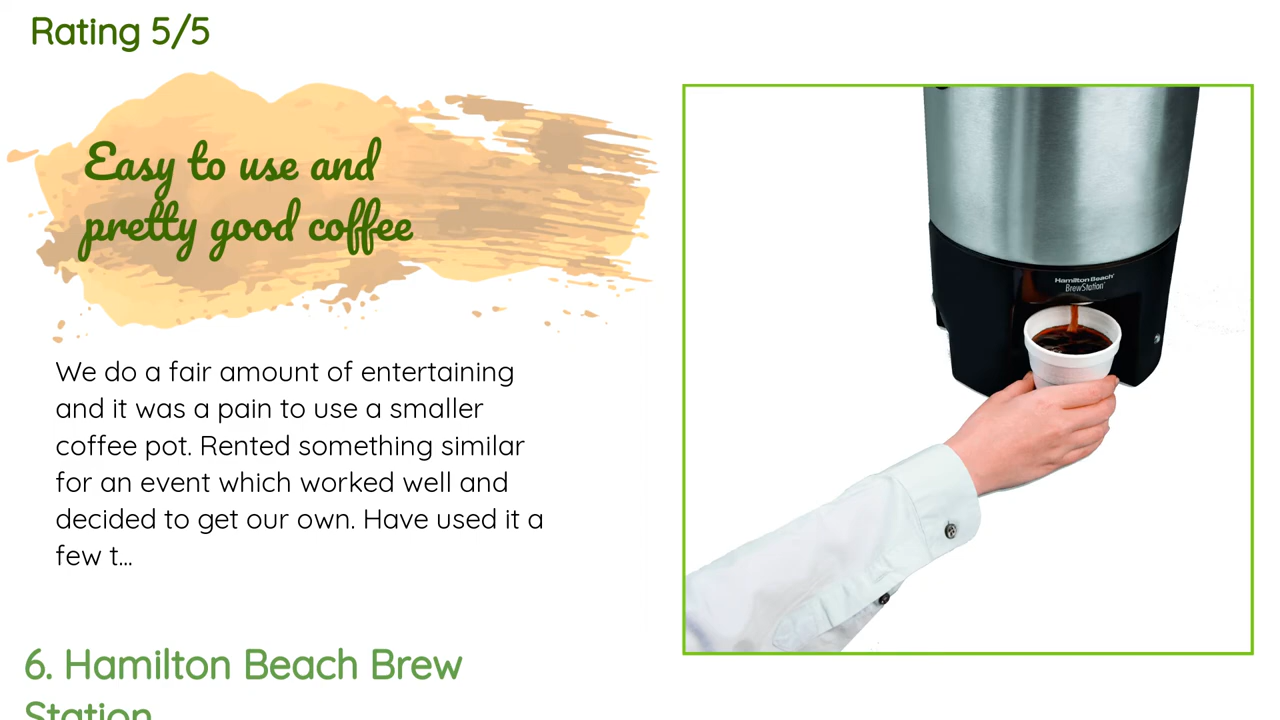 Rating 5/5
Easy to use and
pretty good coffee
We do a fair amount of entertaining
and it was a pain to use a smaller
coffee pot. Rented something similar
for an event which worked well and
decided to get our own. Have used it a
few t...
Hamilton Beach
BrewStation
6. Hamilton Beach Brew
Station